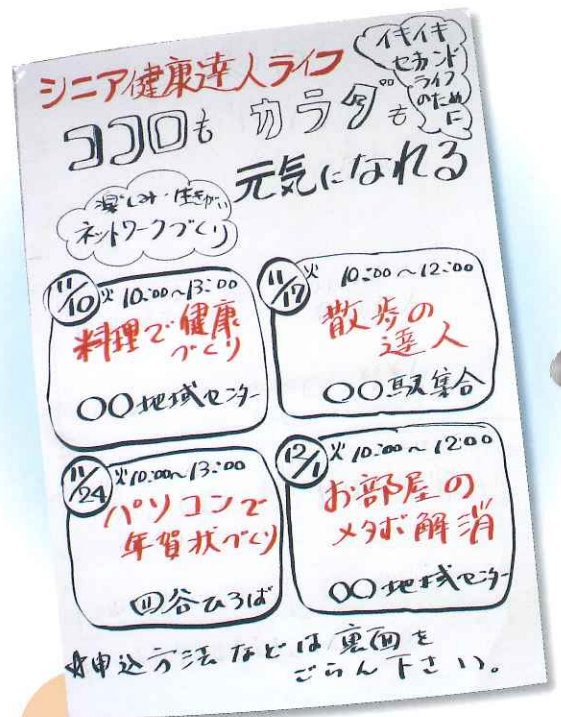 シニア健康達人ライフ
イキイキ
セカンド
ライフ
のため
に
ココロも カラダも
元気になれる
楽しみ・生きがい
ネットワークづくり
11/10 火 10:00～13:00
料理で健康
づくり
〇〇地域センター
11/17 火 10:00～12:00
散歩の
達人
〇〇駅集合
11/24 火 10:00～13:00
パソコンで
年賀状づくり
四谷ひろば
12/1 火 10:00～12:00
お部屋の
メタボ解消
〇〇地域センター
☆申込方法などは裏面を
ごらん下さい。